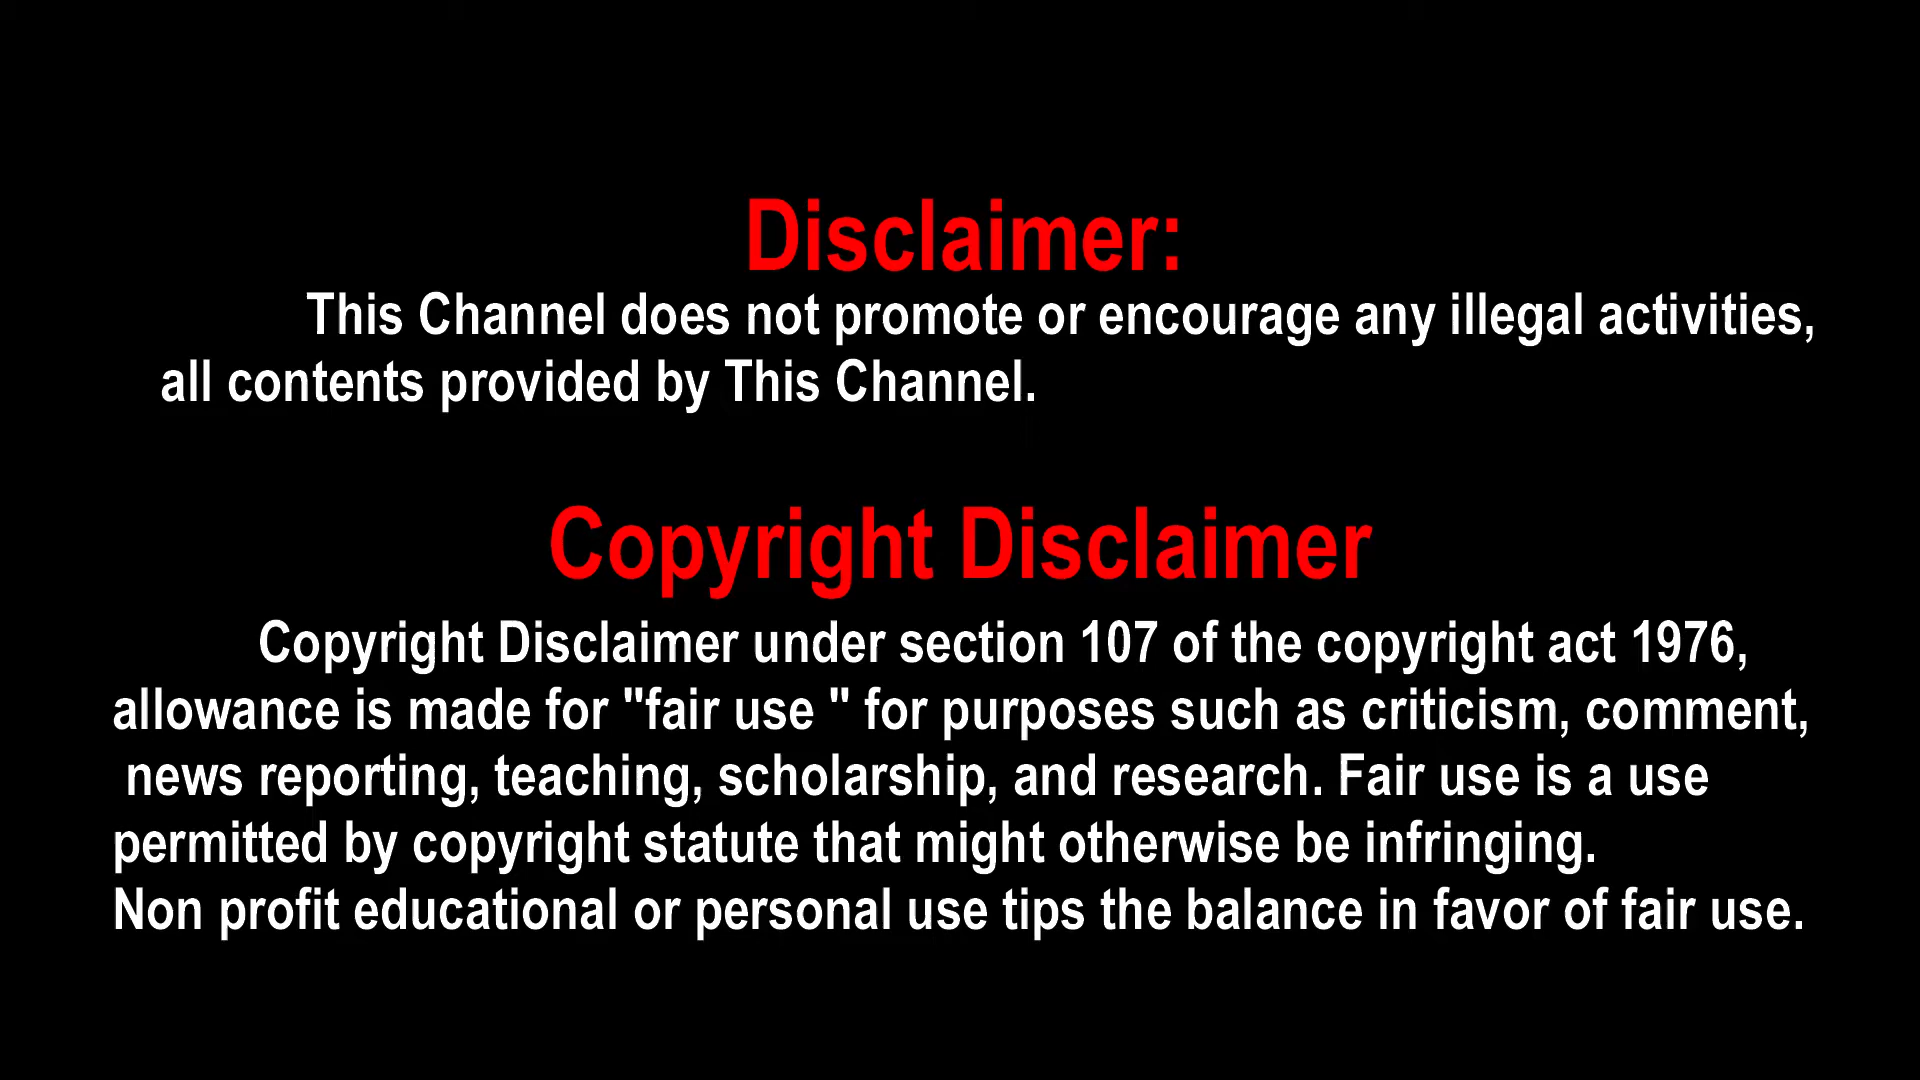 Disclaimer:
This Channel does not promote or encourage any illegal activities,
all contents provided by This Channel.
Copyright Disclaimer
Copyright Disclaimer under section 107 of the copyright act 1976,
allowance is made for "fair use " for purposes such as criticism, comment,
news reporting, teaching, scholarship, and research. Fair use is a use
permitted by copyright statute that might otherwise be infringing.
Non profit educational or personal use tips the balance in favor of fair use.